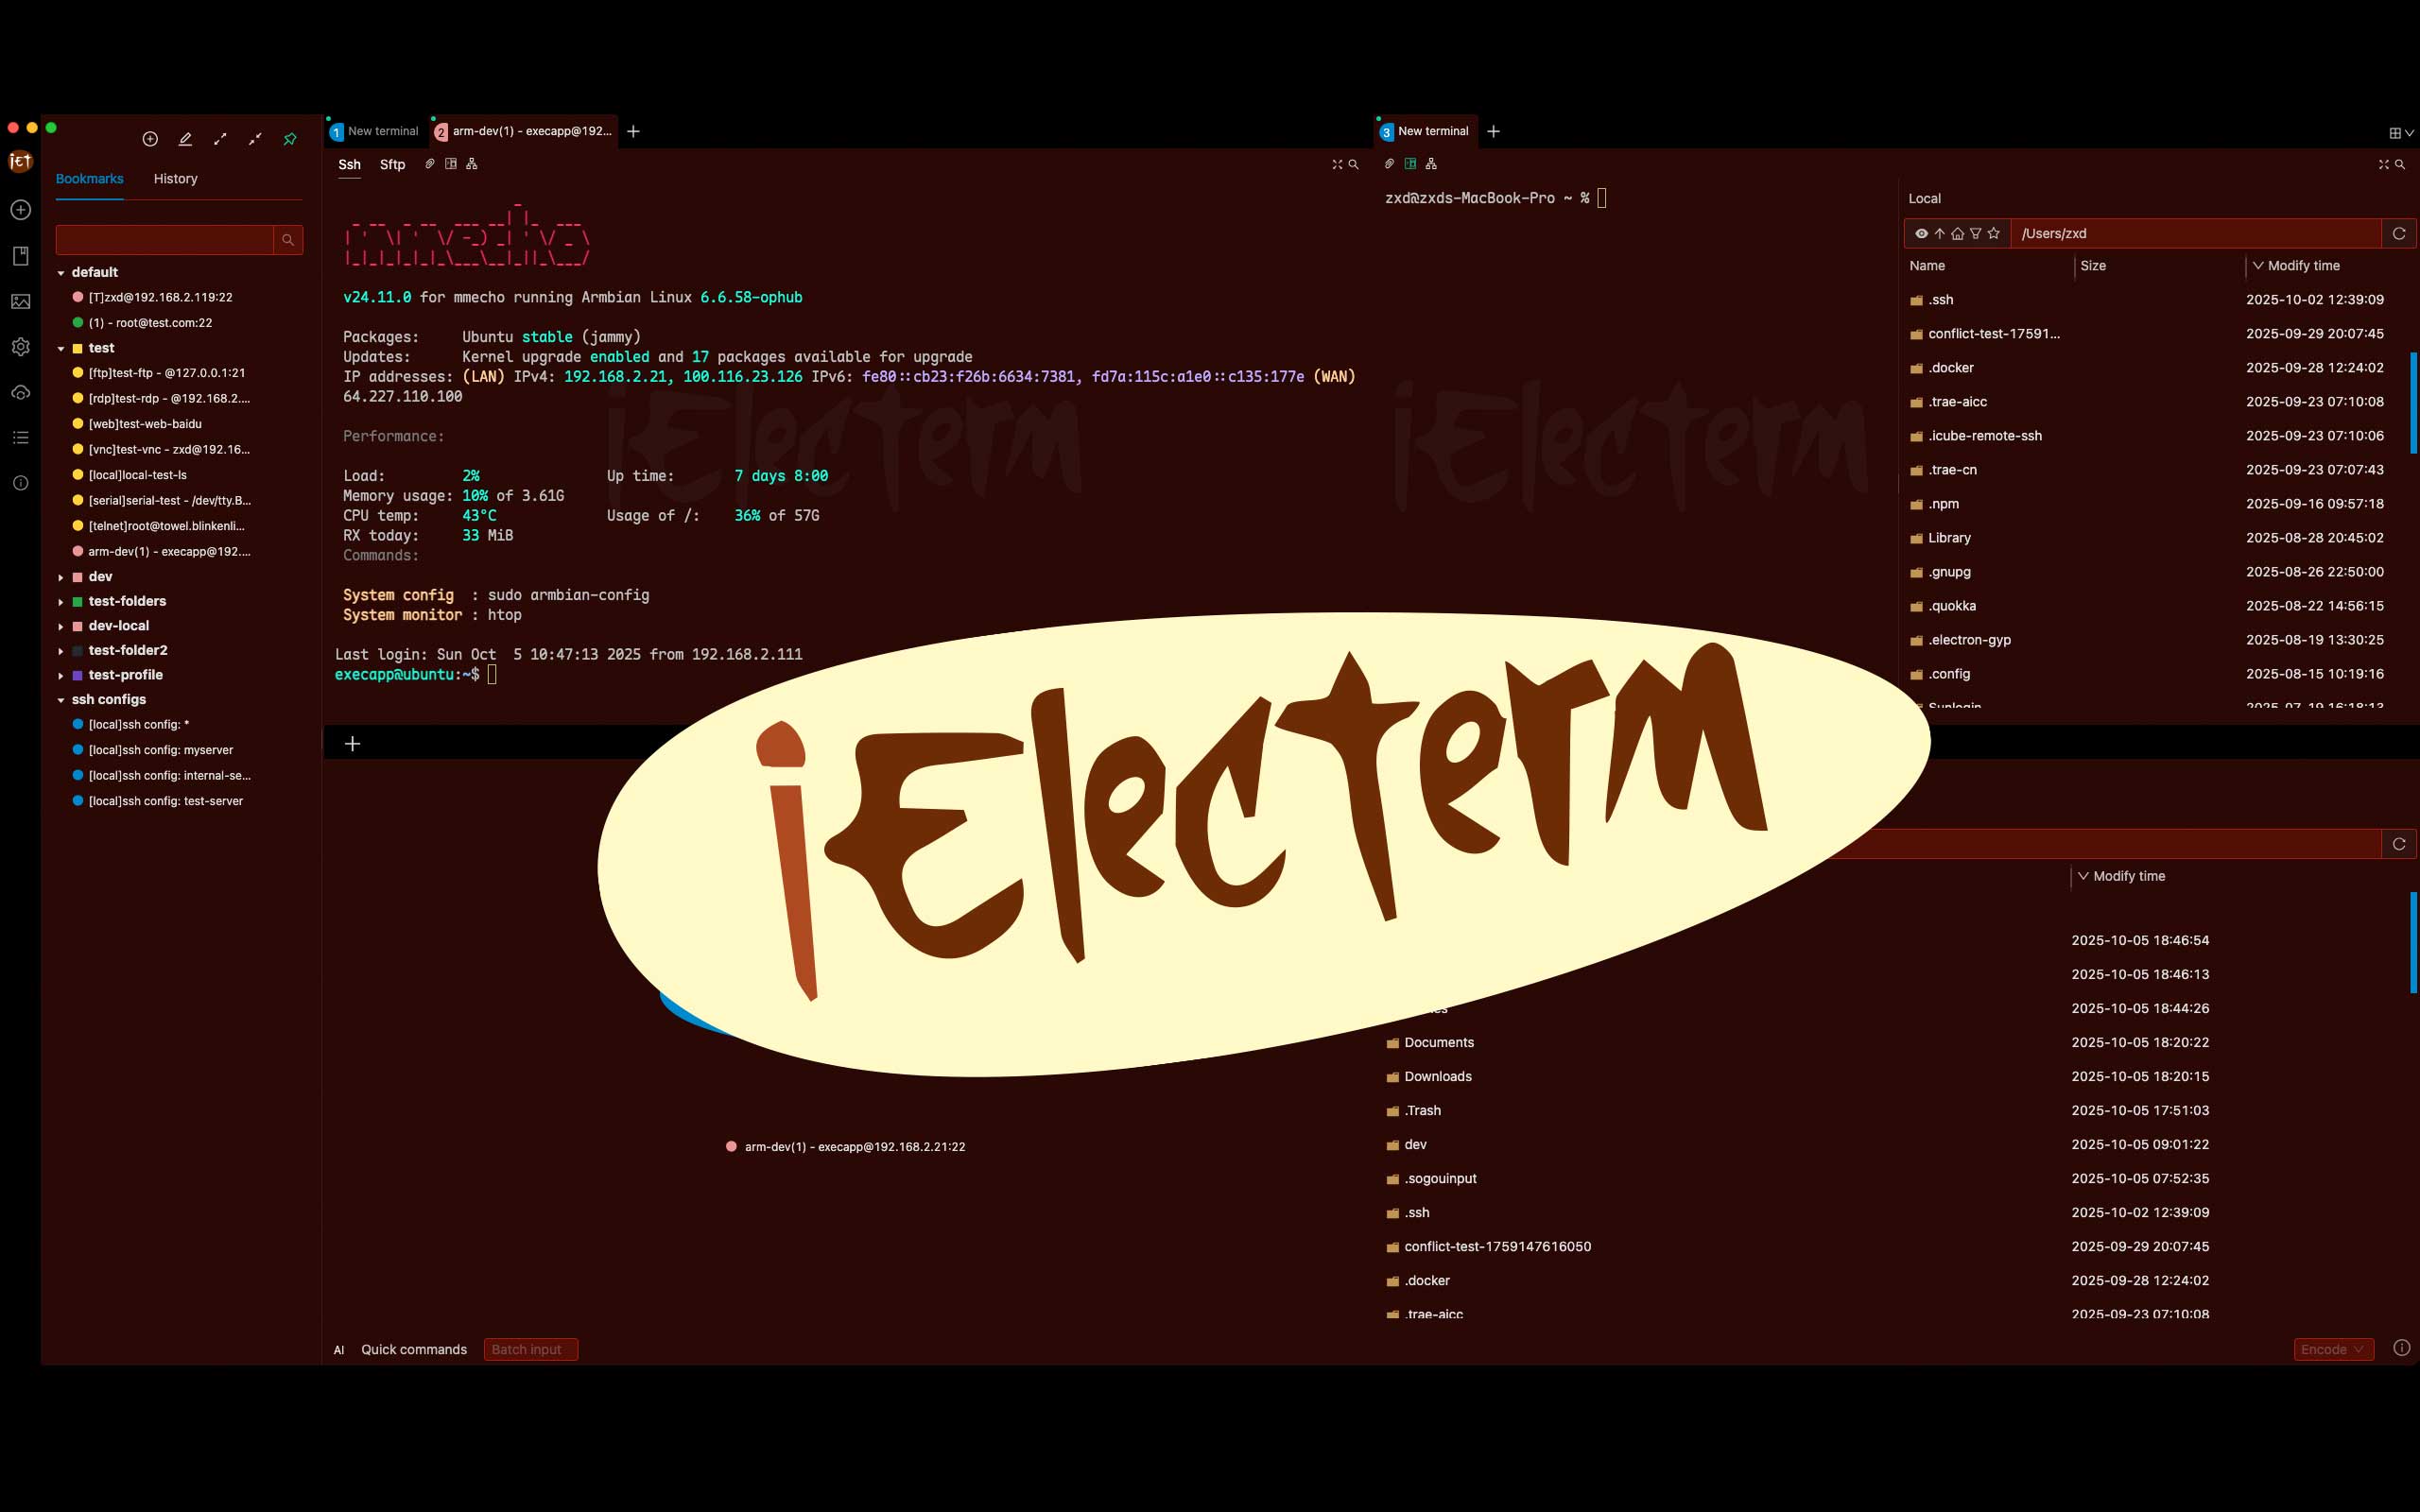 1 New terminal
2 arm-dev(1) - execapp@192...
3 New terminal
iET
Bookmarks History
default
[T]zxd@192.168.2.119:22
(1) - root@test.com:22
test
[ftp]test-ftp - @127.0.0.1:21
[rdp]test-rdp - @192.168.2....
[web]test-web-baidu
[vnc]test-vnc - zxd@192.16...
[local]local-test-ls
[serial]serial-test - /dev/tty.B...
[telnet]root@towel.blinkenli...
arm-dev(1) - execapp@192....
dev
test-folders
dev-local
test-folder2
test-profile
ssh configs
[local]ssh config: *
[local]ssh config: myserver
[local]ssh config: internal-se...
[local]ssh config: test-server
Ssh Sftp
mmecho
v24.11.0 for mmecho running Armbian Linux 6.6.58-ophub
Packages: Ubuntu stable (jammy)
Updates: Kernel upgrade enabled and 17 packages available for upgrade
IP addresses: (LAN) IPv4: 192.168.2.21, 100.116.23.126 IPv6: fe80::cb23:f26b:6634:7381, fd7a:115c:a1e0::c135:177e (WAN)
64.227.110.100
Performance:
Load: 2% Up time: 7 days 8:00
Memory usage: 10% of 3.61G
CPU temp: 43°C Usage of /: 36% of 57G
RX today: 33 MiB
Commands:
System config : sudo armbian-config
System monitor : htop
Last login: Sun Oct 5 10:47:13 2025 from 192.168.2.111
execapp@ubuntu:~$
iElecterm
zxd@zxds-MacBook-Pro ~ %
iElecterm
Local
/Users/zxd
Name Size Modify time
.ssh 2025-10-02 12:39:09
conflict-test-17591... 2025-09-29 20:07:45
.docker 2025-09-28 12:24:02
.trae-aicc 2025-09-23 07:10:08
.icube-remote-ssh 2025-09-23 07:10:06
.trae-cn 2025-09-23 07:07:43
.npm 2025-09-16 09:57:18
Library 2025-08-28 20:45:02
.gnupg 2025-08-26 22:50:00
.quokka 2025-08-22 14:56:15
.electron-gyp 2025-08-19 13:30:25
.config 2025-08-15 10:19:16
Sunlogin 2025-07-19 16:18:13
iElecterm
arm-dev(1) - execapp@192.168.2.21:22
Modify time
2025-10-05 18:46:54
2025-10-05 18:46:13
2025-10-05 18:44:26
Documents 2025-10-05 18:20:22
Downloads 2025-10-05 18:20:15
.Trash 2025-10-05 17:51:03
dev 2025-10-05 09:01:22
.sogouinput 2025-10-05 07:52:35
.ssh 2025-10-02 12:39:09
conflict-test-1759147616050 2025-09-29 20:07:45
.docker 2025-09-28 12:24:02
.trae-aicc 2025-09-23 07:10:08
AI Quick commands Batch input
Encode